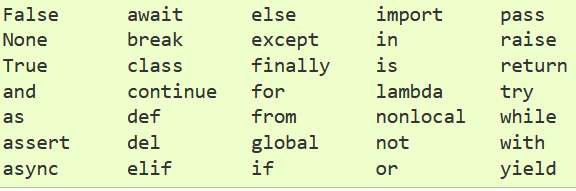 False await else import pass
None break except in raise
True class finally is return
and continue for lambda try
as def from nonlocal while
assert del global not with
async elif if or yield